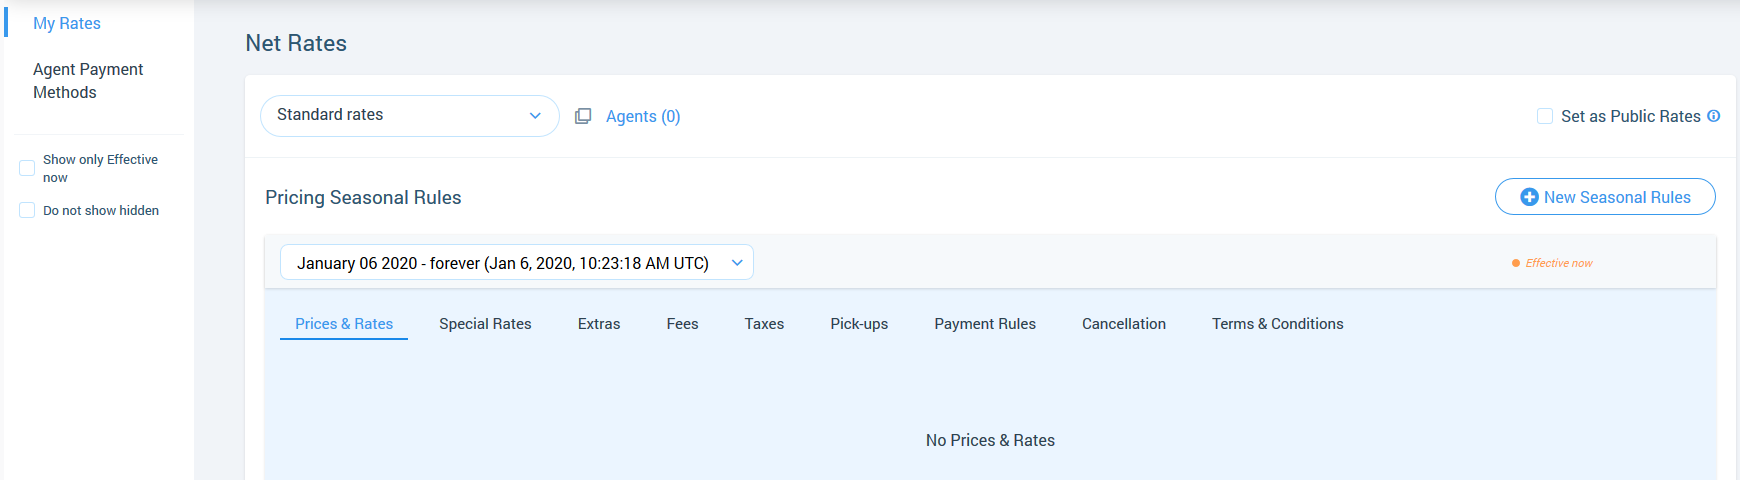 My Rates
Agent Payment
Methods
Show only Effective
now
Do not show hidden
Net Rates
Standard rates
Agents (0)
Set as Public Rates
Pricing Seasonal Rules
New Seasonal Rules
January 06 2020 - forever (Jan 6, 2020, 10:23:18 AM UTC)
Effective now
Prices & Rates Special Rates Extras Fees Taxes Pick-ups Payment Rules Cancellation Terms & Conditions
No Prices & Rates